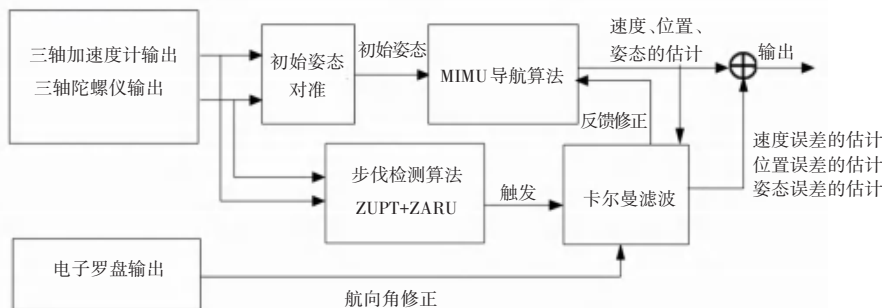 三轴加速度计输出
三轴陀螺仪输出
初始姿态
对准
初始姿态
MIMU导航算法
速度、位置、
姿态的估计
输出
反馈修正
步伐检测算法
ZUPT+ZARU
触发
卡尔曼滤波
速度误差的估计
位置误差的估计
姿态误差的估计
电子罗盘输出
航向角修正